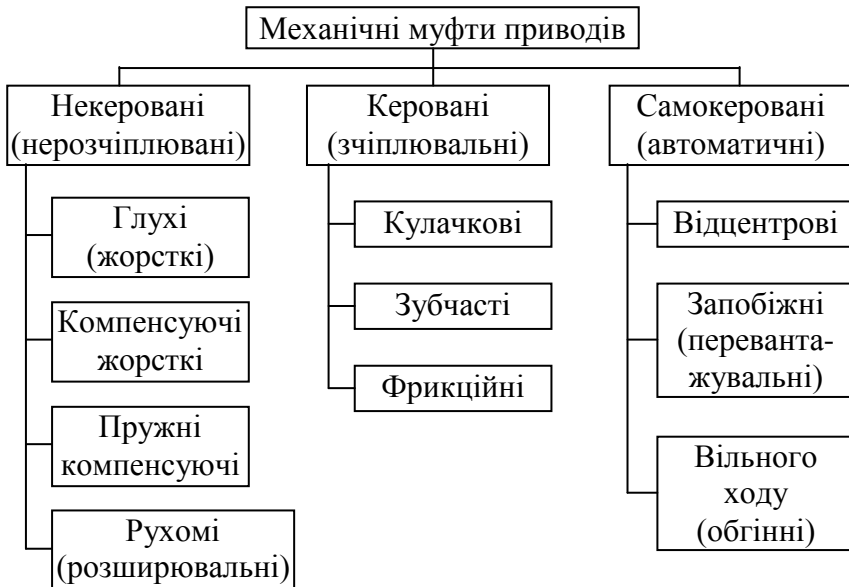 Механічні муфти приводів
Некеровані
(нерозчіплювані)
Глухі
(жорсткі)
Компенсуючі
жорсткі
Пружні
компенсуючі
Рухомі
(розширювальні)
Керовані
(зчіплювальні)
Кулачкові
Зубчасті
Фрикційні
Самокеровані
(автоматичні)
Відцентрові
Запобіжні
(переванта-
жувальні)
Вільного
ходу
(обгінні)